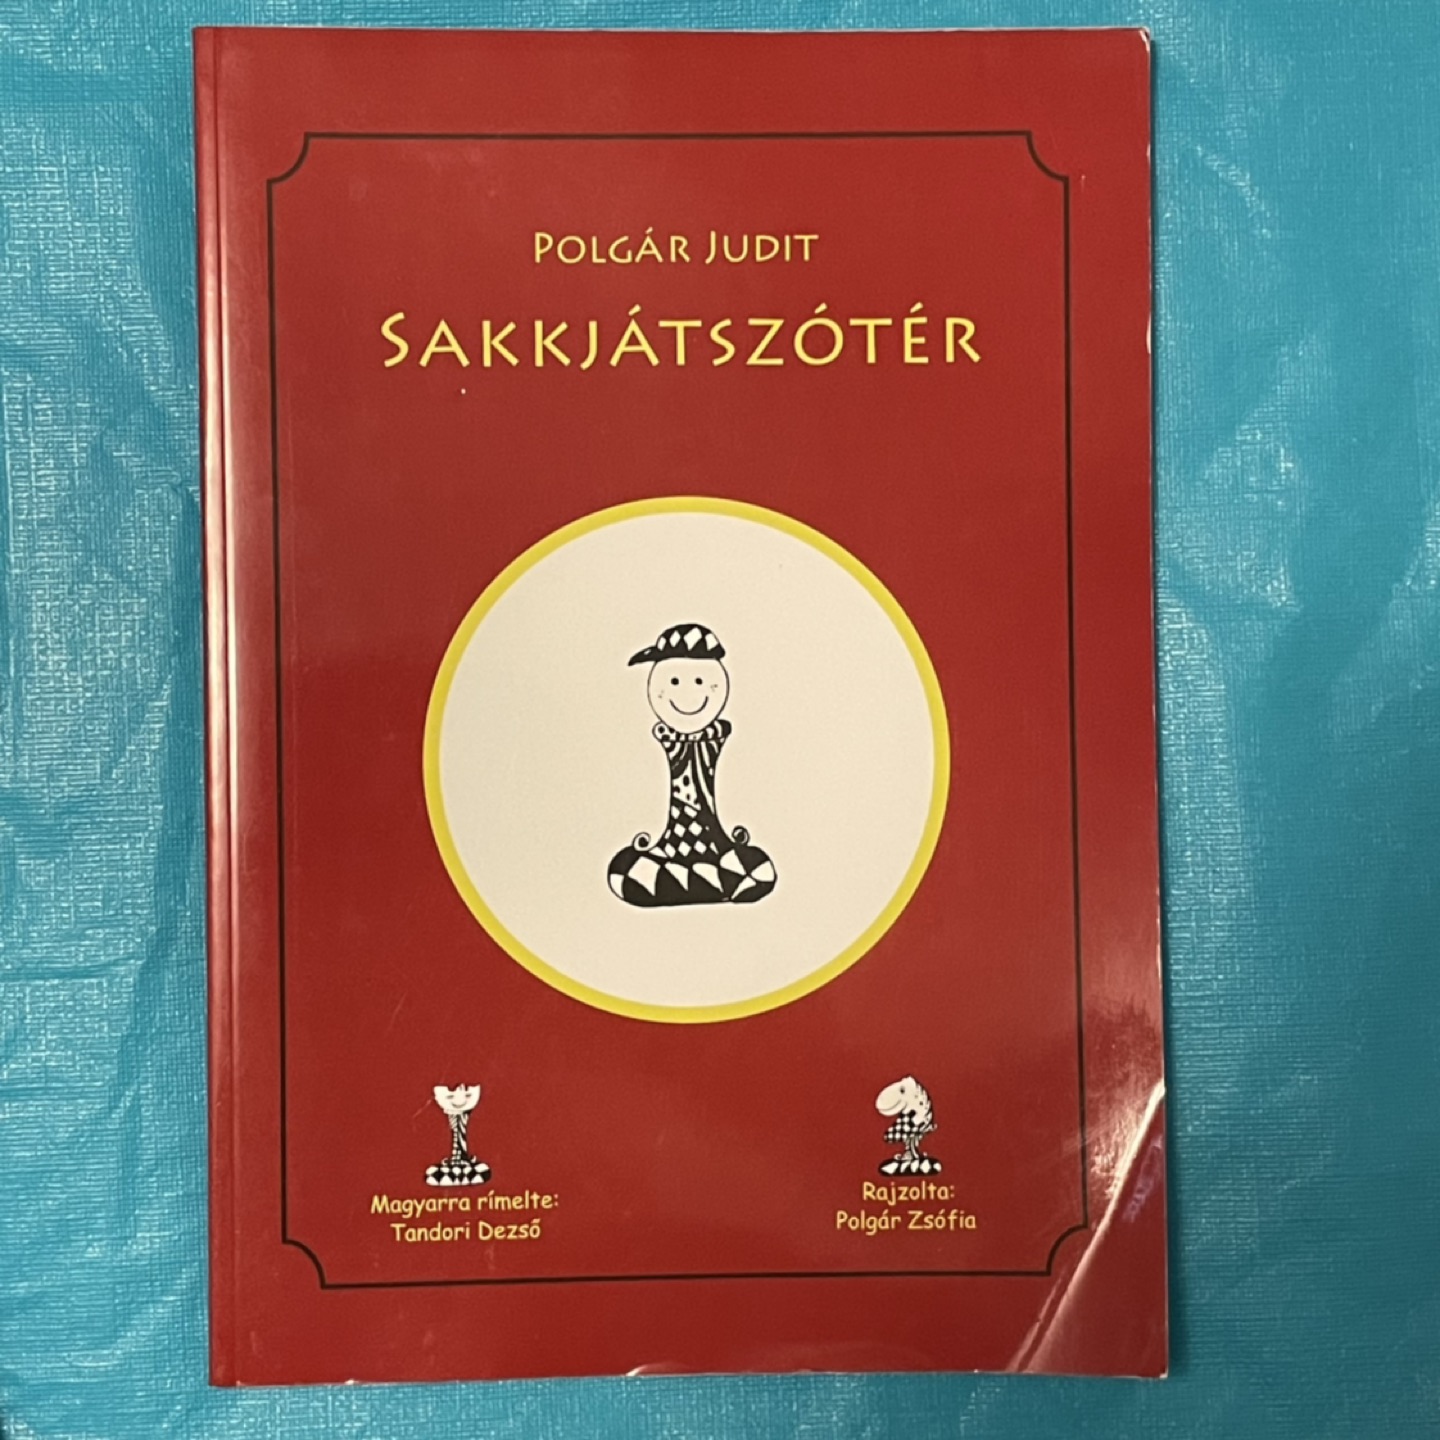 POLGÁR JUDIT
SAKKJÁTSZÓTÉR
Magyarra rímelte:
Tandori Dezső
Rajzolta:
Polgár Zsófia